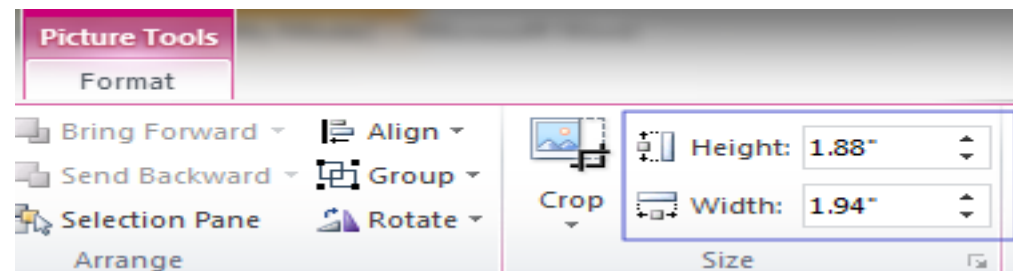 Picture Tools
Format
Bring Forward
Align
Height: 1.88"
Send Backward
Group
Crop
Width: 1.94"
Selection Pane
Rotate
Arrange
Size